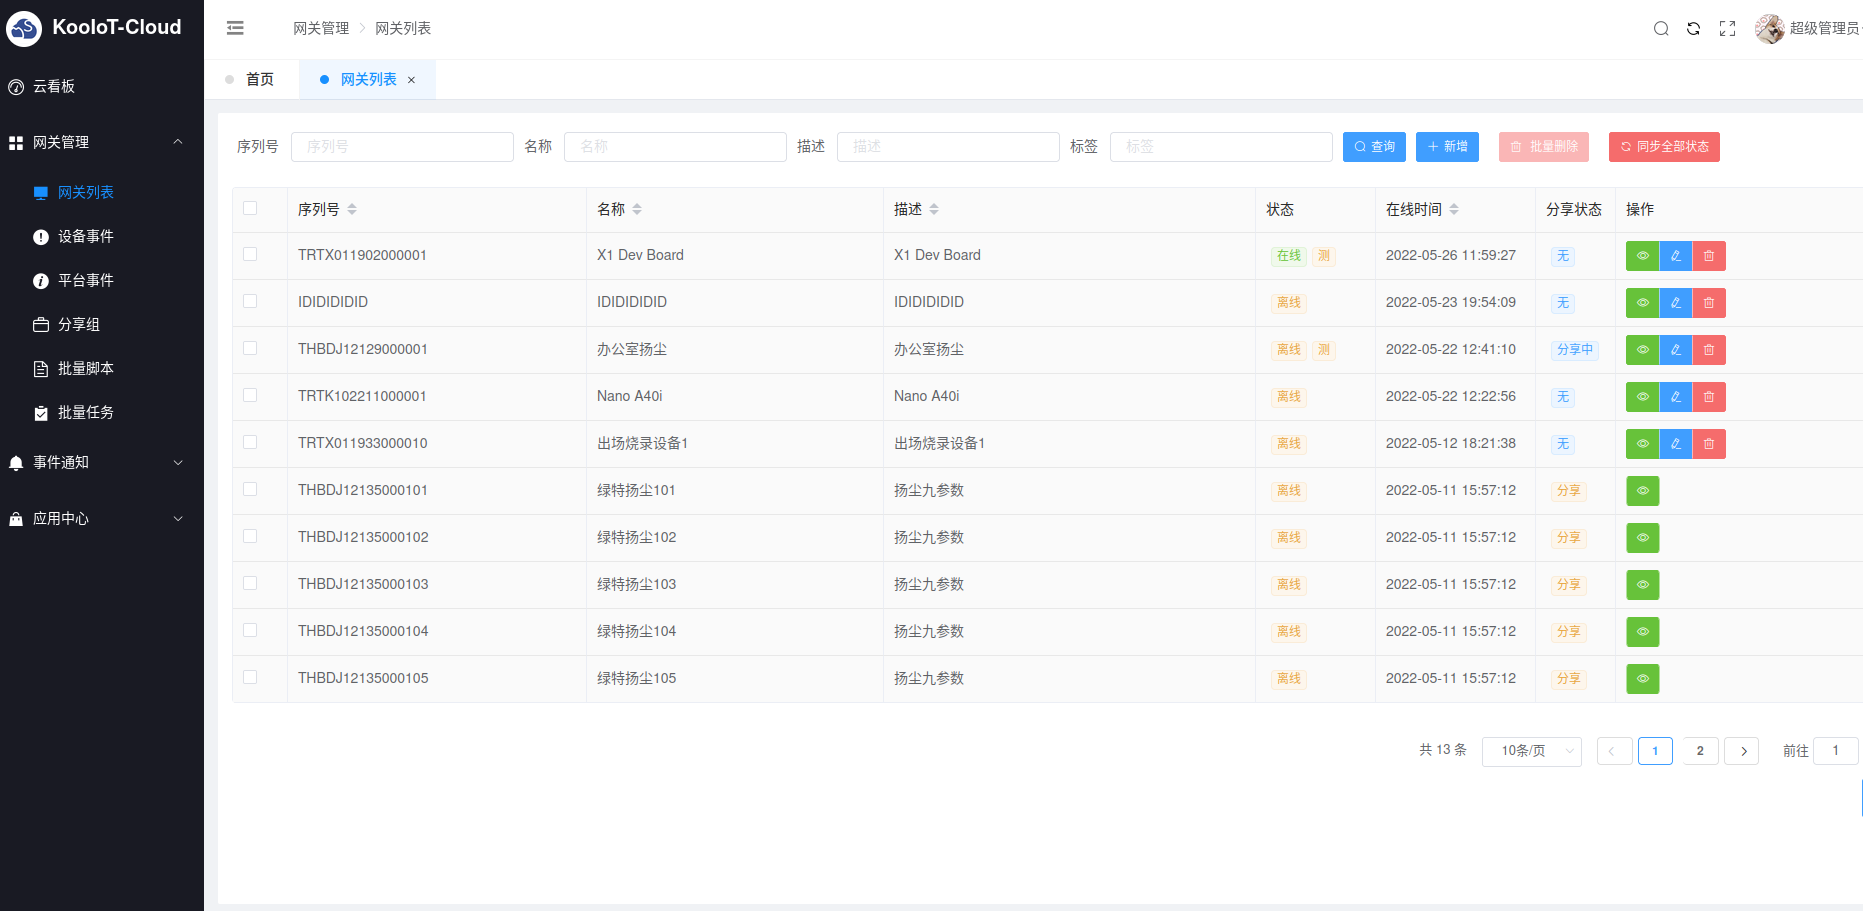 KooIoT-Cloud
云看板
网关管理
网关列表
设备事件
平台事件
分享组
批量脚本
批量任务
事件通知
应用中心
网关管理 > 网关列表
超级管理员
首页
网关列表 ×
序列号 序列号 名称 名称 描述 描述 标签 标签 查询 新增 批量删除 同步全部状态
序列号 名称 描述 状态 在线时间 分享状态 操作
TRTX011902000001 X1 Dev Board X1 Dev Board 在线 测 2022-05-26 11:59:27 无
IDIDIDIDID IDIDIDIDID IDIDIDIDID 离线 2022-05-23 19:54:09 无
THBDJ12129000001 办公室扬尘 办公室扬尘 离线 测 2022-05-22 12:41:10 分享中
TRTK102211000001 Nano A40i Nano A40i 离线 2022-05-22 12:22:56 无
TRTX011933000010 出场烧录设备1 出场烧录设备1 离线 2022-05-12 18:21:38 无
THBDJ12135000101 绿特扬尘101 扬尘九参数 离线 2022-05-11 15:57:12 分享
THBDJ12135000102 绿特扬尘102 扬尘九参数 离线 2022-05-11 15:57:12 分享
THBDJ12135000103 绿特扬尘103 扬尘九参数 离线 2022-05-11 15:57:12 分享
THBDJ12135000104 绿特扬尘104 扬尘九参数 离线 2022-05-11 15:57:12 分享
THBDJ12135000105 绿特扬尘105 扬尘九参数 离线 2022-05-11 15:57:12 分享
共 13 条 10条/页 < 1 2 > 前往 1